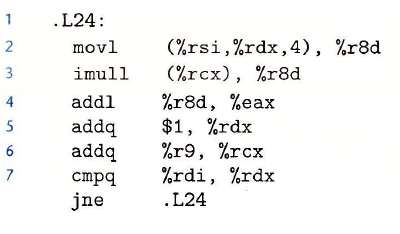 1 .L24:
2 movl (%rsi,%rdx,4), %r8d
3 imull (%rcx), %r8d
4 addl %r8d, %eax
5 addq $1, %rdx
6 addq %r9, %rcx
7 cmpq %rdi, %rdx
jne .L24